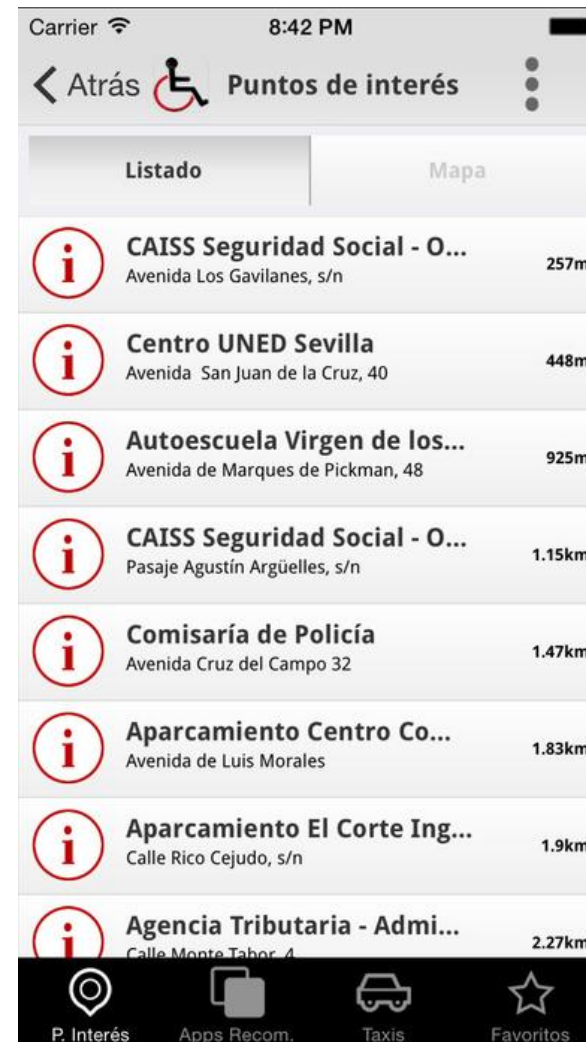 Carrier 8:42 PM
Atrás Puntos de interés
Listado Mapa
CAISS Seguridad Social - O...
Avenida Los Gavilanes, s/n
257m
Centro UNED Sevilla
Avenida San Juan de la Cruz, 40
448m
Autoescuela Virgen de los...
Avenida de Marques de Pickman, 48
925m
CAISS Seguridad Social - O...
Pasaje Agustín Argüelles, s/n
1.15km
Comisaría de Policía
Avenida Cruz del Campo 32
1.47km
Aparcamiento Centro Co...
Avenida de Luis Morales
1.83km
Aparcamiento El Corte Ing...
Calle Rico Cejudo, s/n
1.9km
Agencia Tributaria - Admi...
Calle Monte Tabor, 4
2.27km
P. Interés Apps Recom. Taxis Favoritos